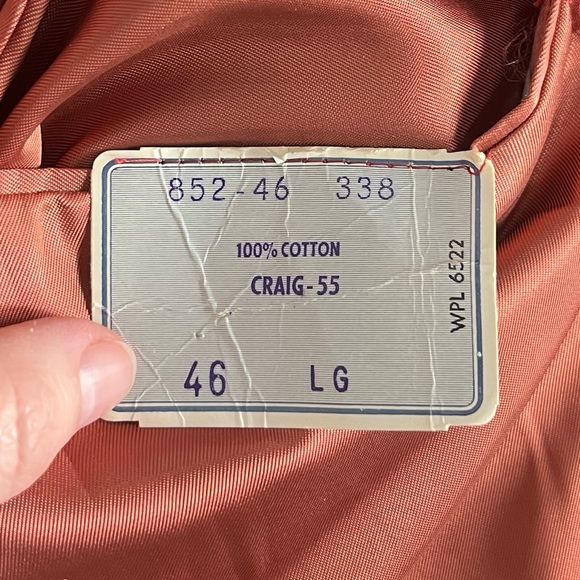 852-46 338
100% COTTON
CRAIG-55
WPL 6522
46 LG